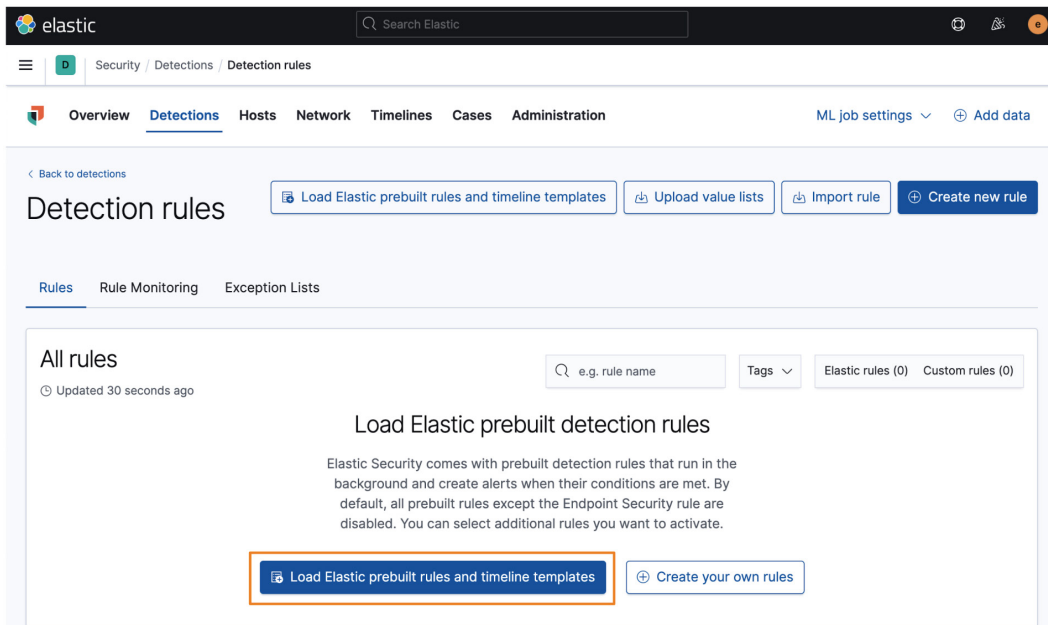 elastic
Search Elastic
e
D
Security / Detections / Detection rules
Overview Detections Hosts Network Timelines Cases Administration ML job settings Add data
< Back to detections
Detection rules
Load Elastic prebuilt rules and timeline templates Upload value lists Import rule Create new rule
Rules Rule Monitoring Exception Lists
All rules
e.g. rule name Tags Elastic rules (0) Custom rules (0)
Updated 30 seconds ago
Load Elastic prebuilt detection rules
Elastic Security comes with prebuilt detection rules that run in the
background and create alerts when their conditions are met. By
default, all prebuilt rules except the Endpoint Security rule are
disabled. You can select additional rules you want to activate.
Load Elastic prebuilt rules and timeline templates Create your own rules